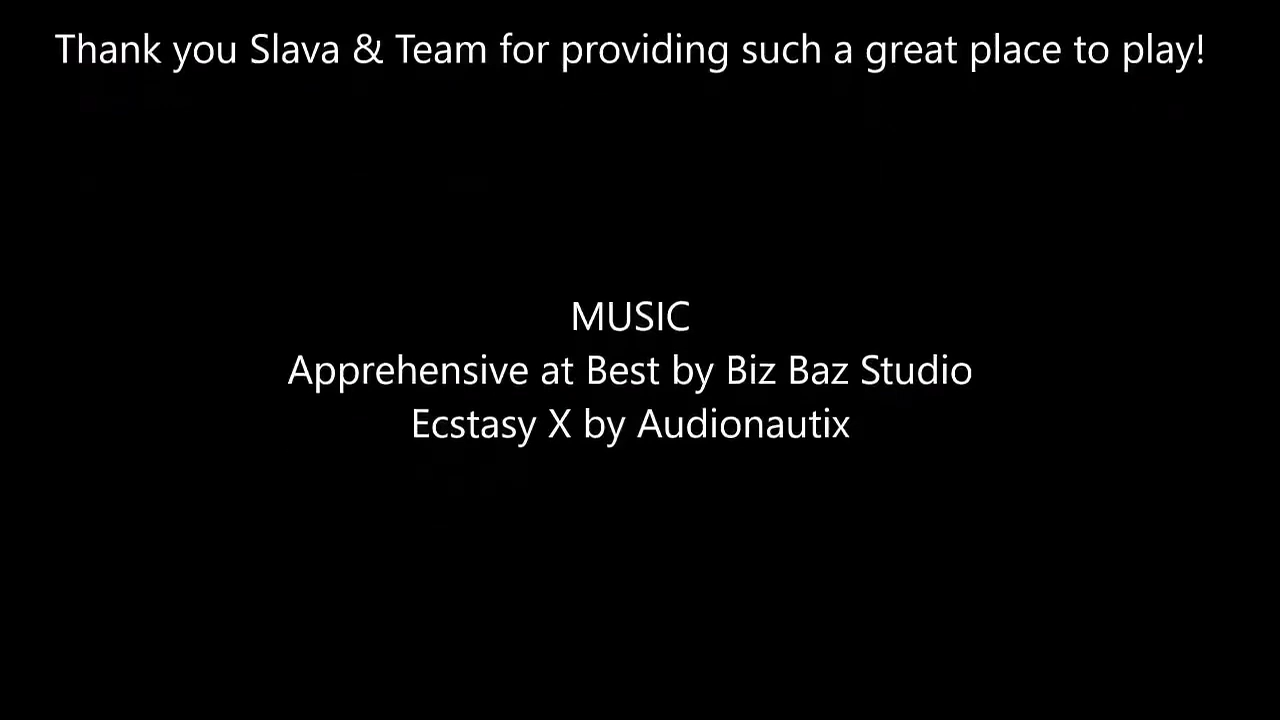 Thank you Slava & Team for providing such a great place to play!
MUSIC
Apprehensive at Best by Biz Baz Studio
Ecstasy X by Audionautix